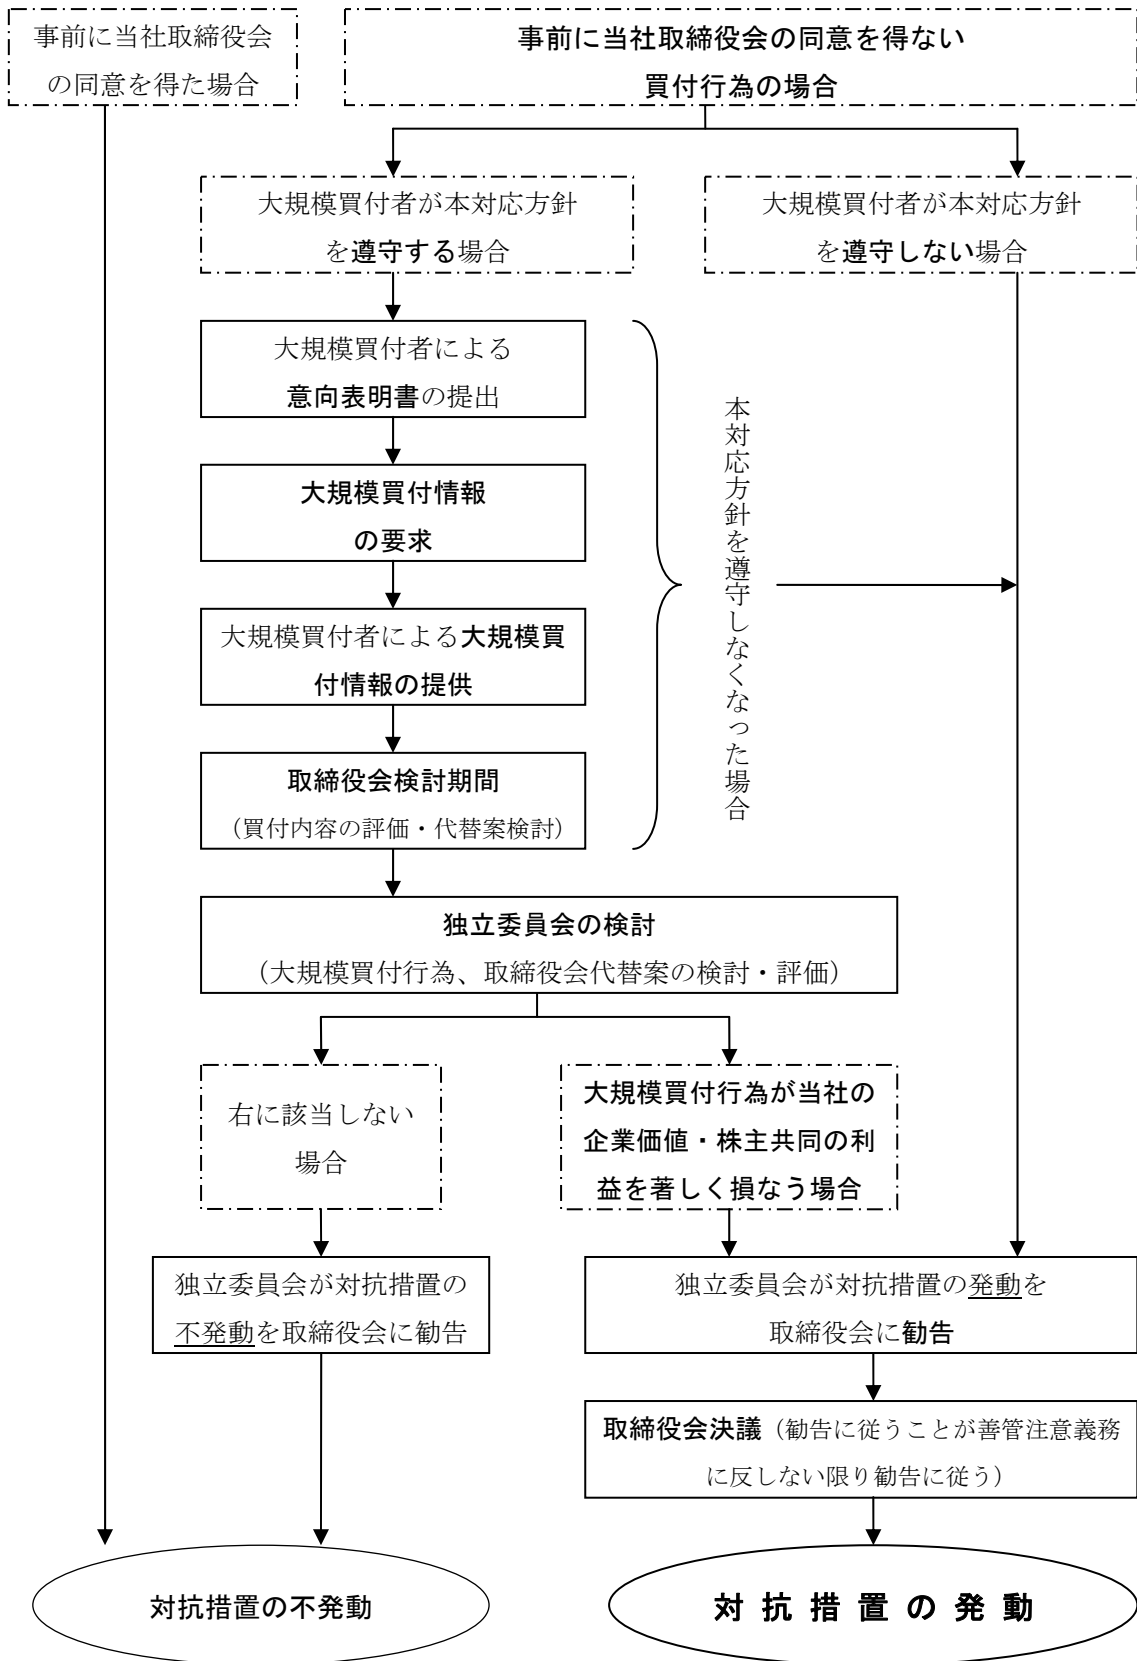 事前に当社取締役会
の同意を得た場合
事前に当社取締役会の同意を得ない
買付行為の場合
大規模買付者が本対応方針
を遵守する場合
大規模買付者が本対応方針
を遵守しない場合
大規模買付者による
意向表明書の提出
大規模買付情報
の要求
大規模買付者による大規模買
付情報の提供
取締役会検討期間
（買付内容の評価・代替案検討）
本対応方針を遵守しなくなった場合
独立委員会の検討
（大規模買付行為、取締役会代替案の検討・評価）
右に該当しない
場合
大規模買付行為が当社の
企業価値・株主共同の利
益を著しく損なう場合
独立委員会が対抗措置の
不発動を取締役会に勧告
独立委員会が対抗措置の発動を
取締役会に勧告
取締役会決議（勧告に従うことが善管注意義務
に反しない限り勧告に従う）
対抗措置の不発動
対抗措置の発動